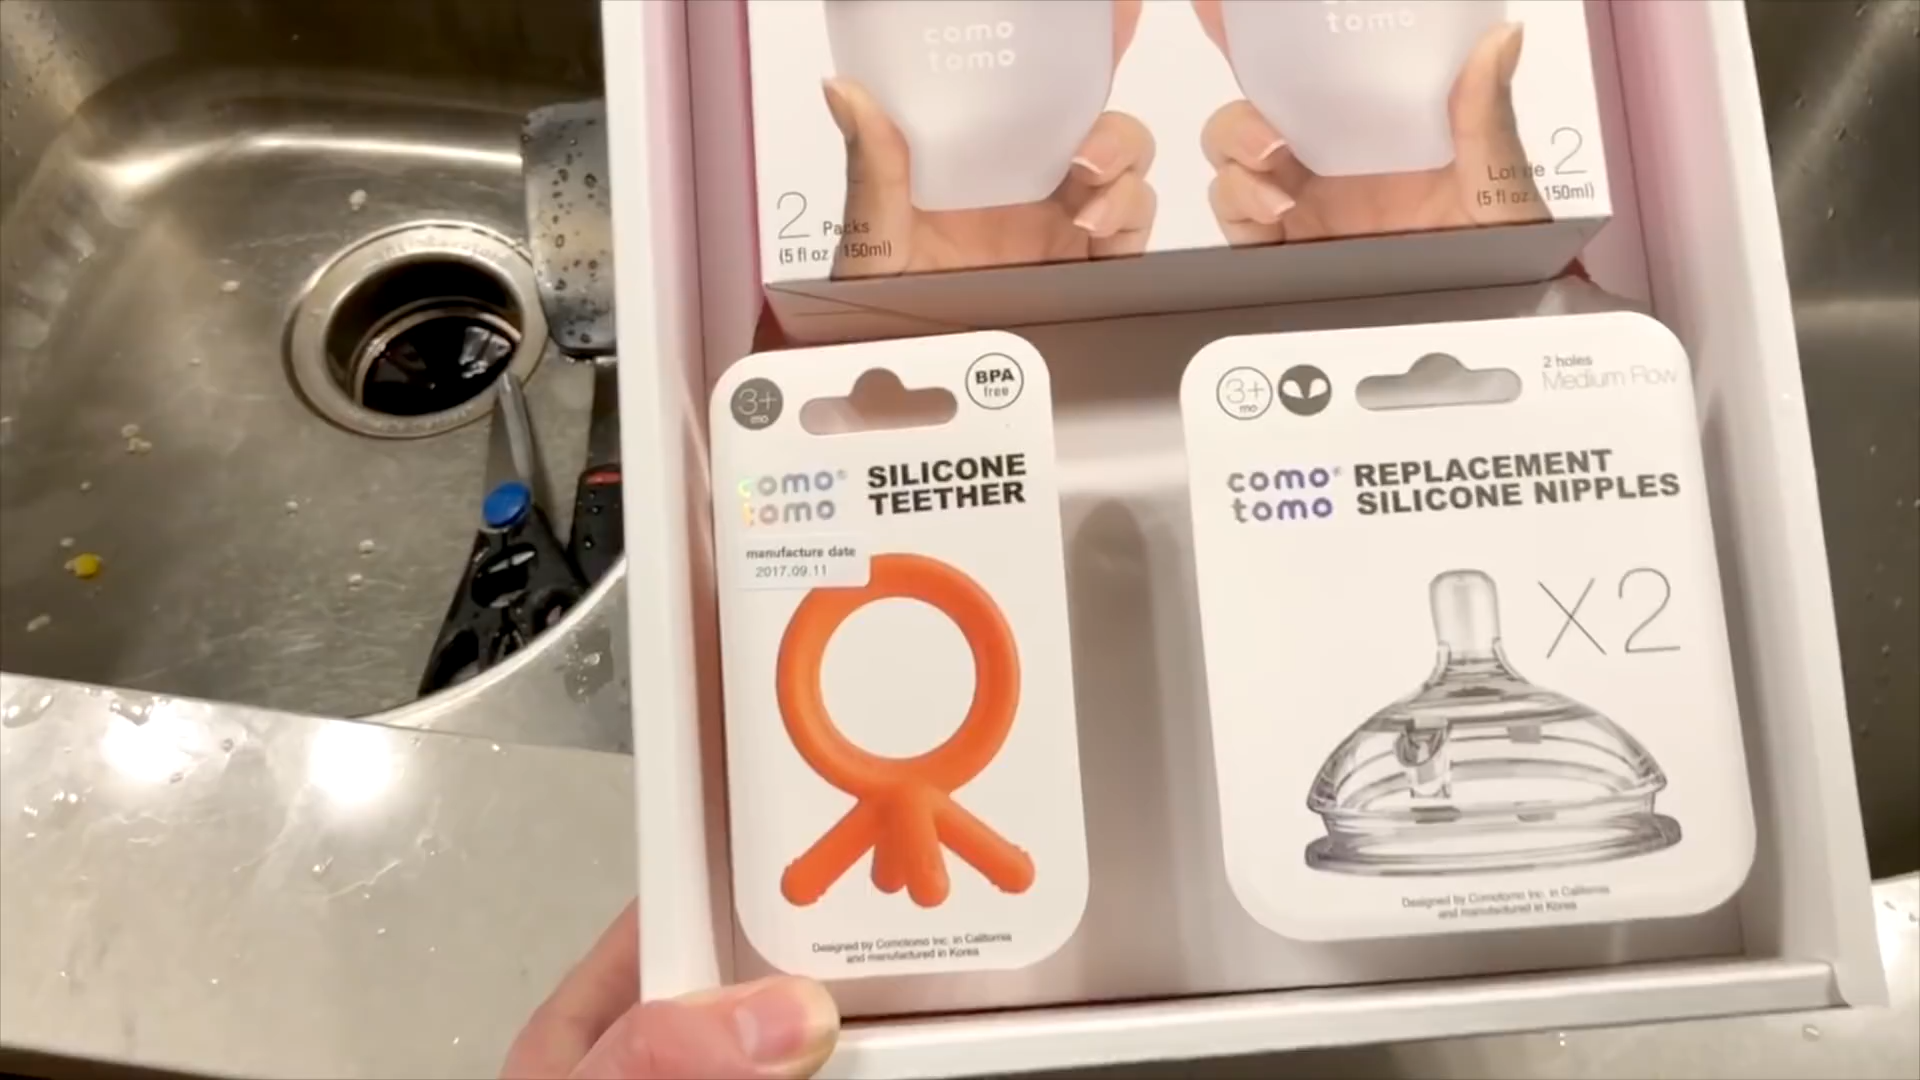 como
tomo
tomo
2 Packs
(5 fl oz / 150ml)
Lot de 2
(5 fl oz / 150ml)
3+
mo
BPA
free
como®
tomo
SILICONE
TEETHER
manufacture date
2017.09.11
Designed by Comotomo Inc. in California
and manufactured in Korea
3+
mo
2 holes
Medium Flow
como®
tomo
REPLACEMENT
SILICONE NIPPLES
X2
Designed by Comotomo Inc. in California
and manufactured in Korea